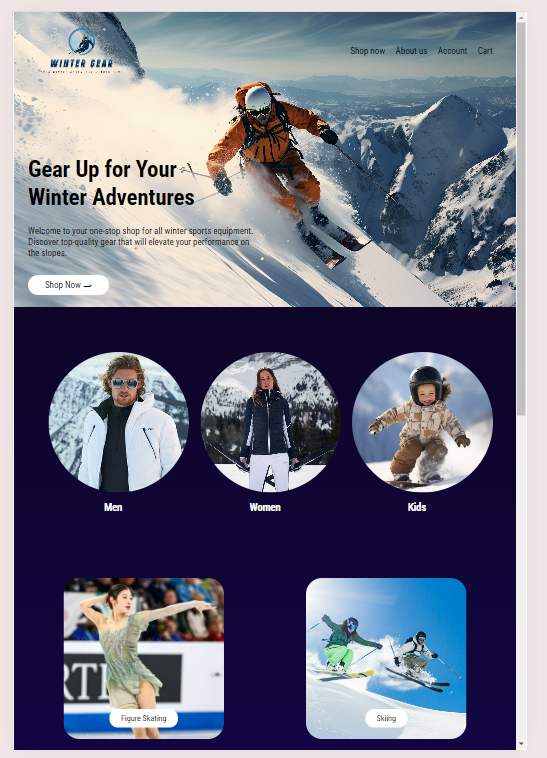 WINTER GEAR
Shop now About us Account Cart
Gear Up for Your
Winter Adventures
Welcome to your one-stop shop for all winter sports equipment.
Discover top-quality gear that will elevate your performance on
the slopes.
Shop Now
Men Women Kids
Figure Skating Skiing